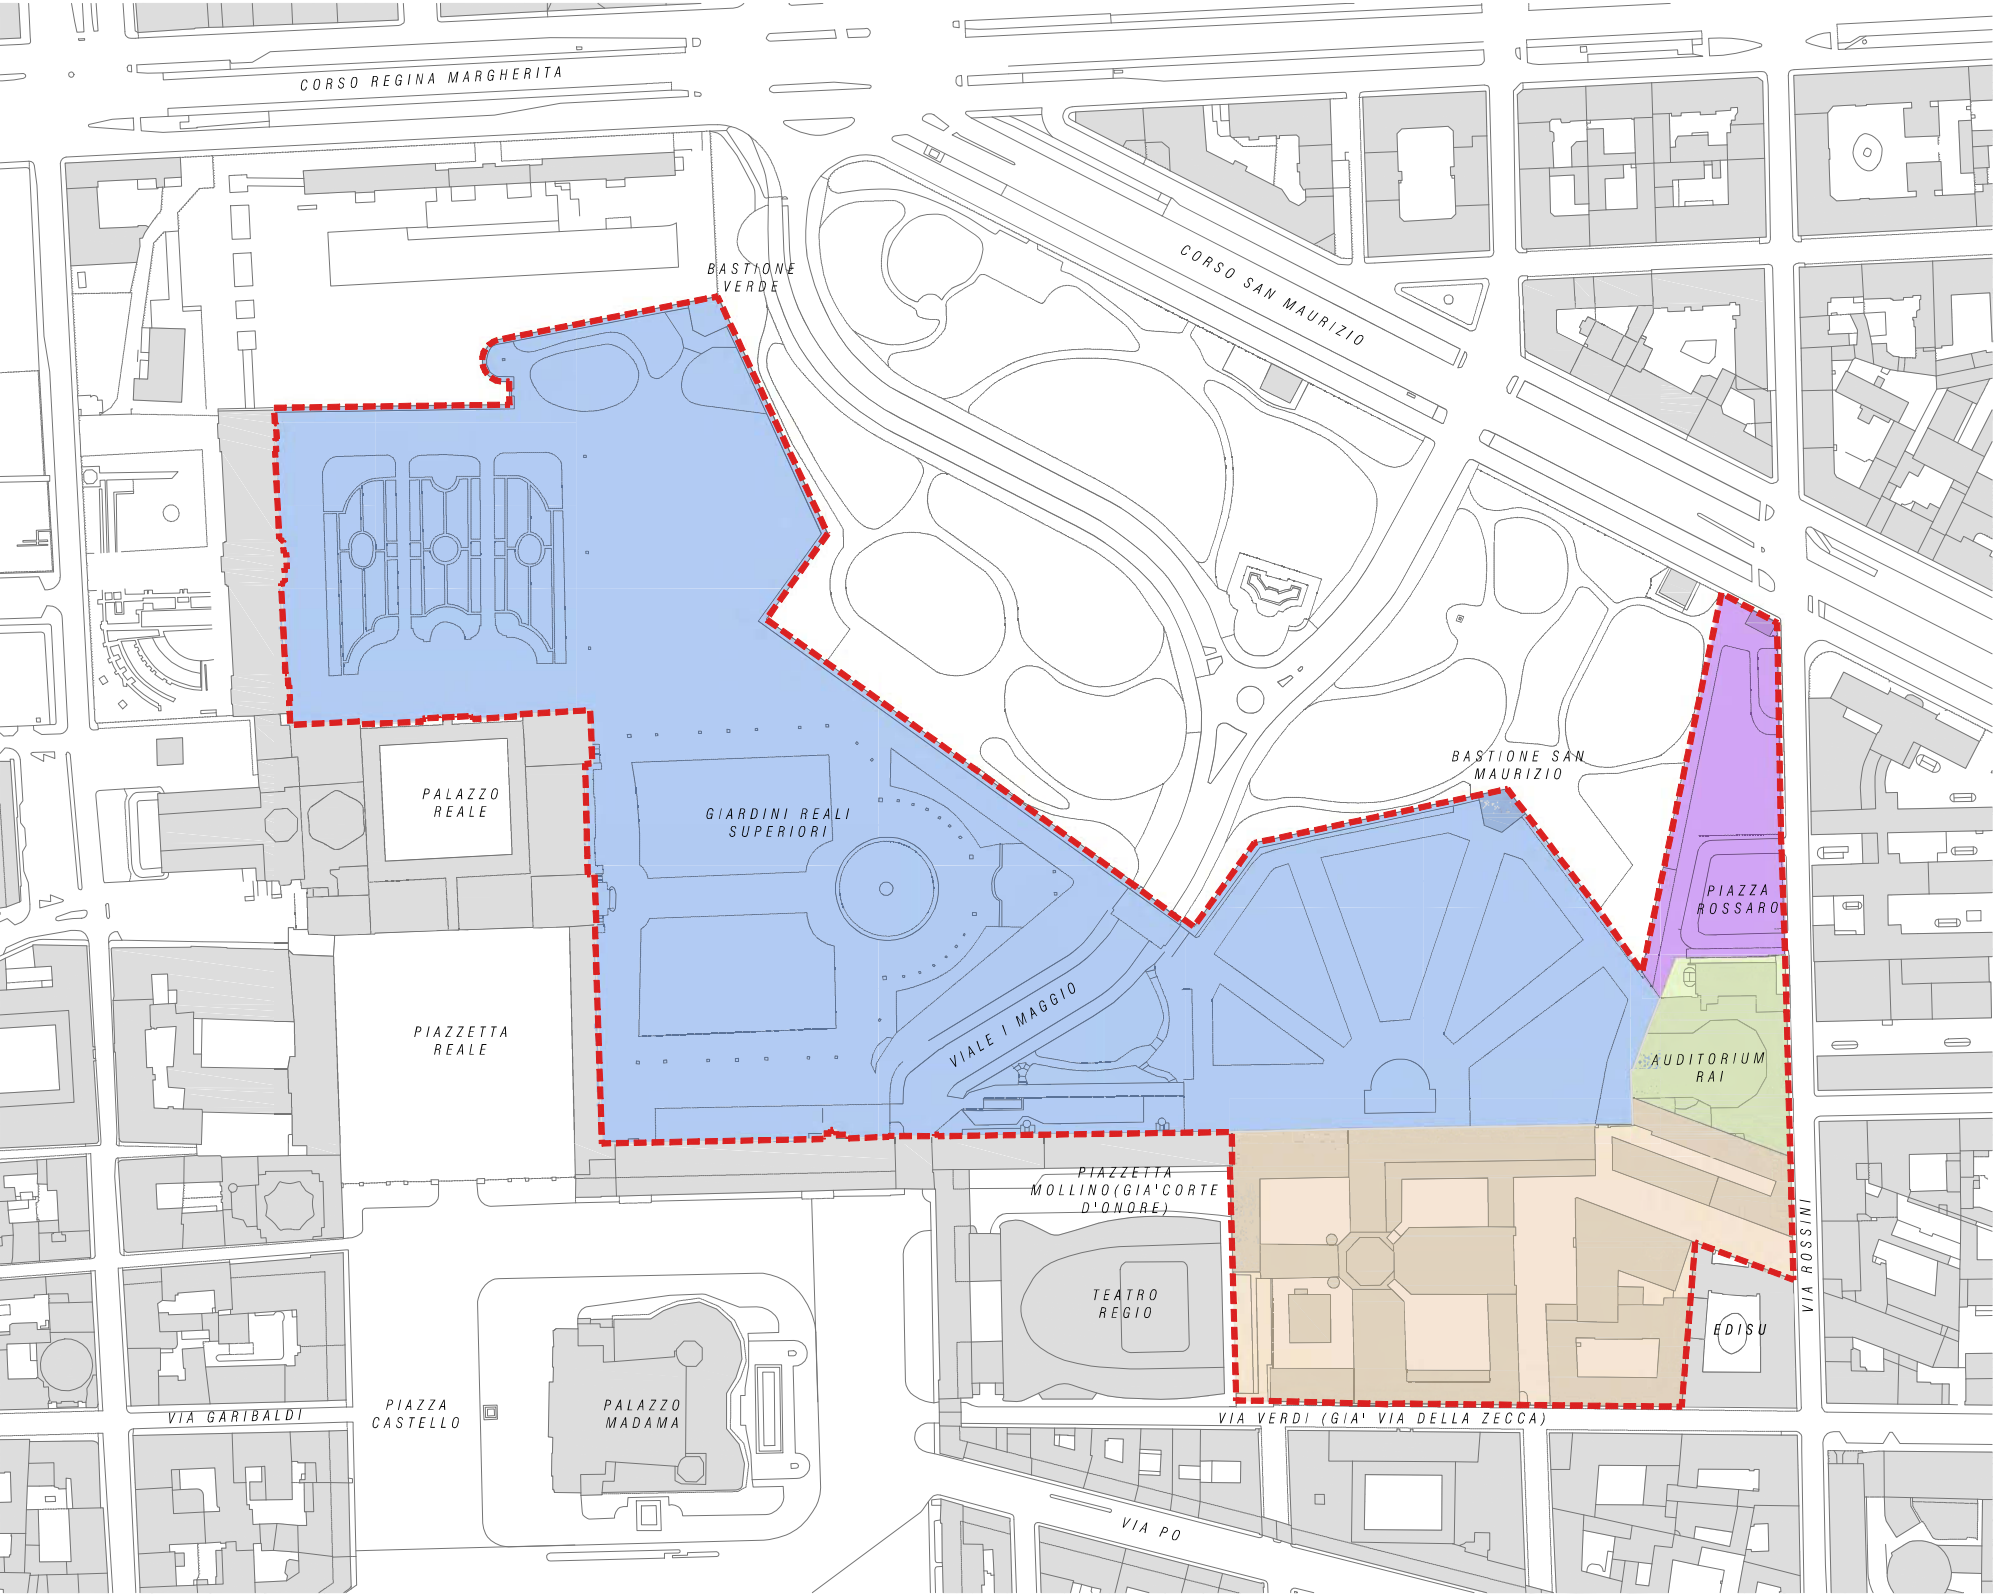 CORSO REGINA MARGHERITA
BASTIONE
VERDE
CORSO SAN MAURIZIO
BASTIONE SAN
MAURIZIO
PALAZZO
REALE
GIARDINI REALI
SUPERIORI
PIAZZA
ROSSARO
PIAZZETTA
REALE
VIALE I MAGGIO
AUDITORIUM
RAI
PIAZZETTA
MOLLINO(GIA'CORTE
D'ONORE)
VIA ROSSINI
TEATRO
REGIO
EDISU
VIA GARIBALDI
PIAZZA
CASTELLO
PALAZZO
MADAMA
VIA VERDI (GIA' VIA DELLA ZECCA)
VIA PO